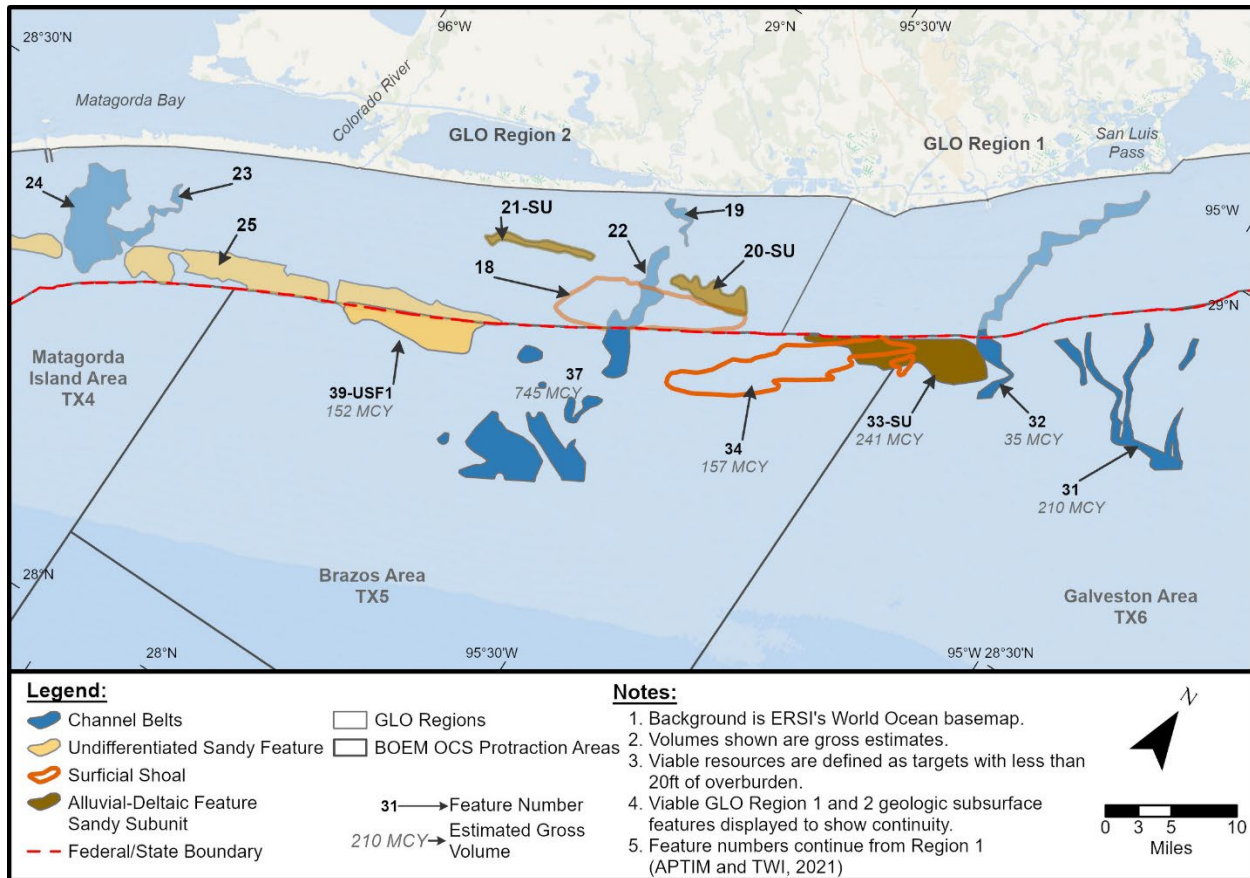 28°30'N
96°W
29°N
95°30'W
Matagorda Bay
Colorado River
GLO Region 2
GLO Region 1
San Luis
Pass
24
23
25
21-SU
19
22
20-SU
18
95°W
29°N
Matagorda
Island Area
TX4
39-USF1
152 MCY
37
745 MCY
34
157 MCY
33-SU
241 MCY
32
35 MCY
31
210 MCY
28°N
Brazos Area
TX5
Galveston Area
TX6
28°N
95°30'W
95°W
28°30'N
Legend:
Channel Belts
Undifferentiated Sandy Feature
Surficial Shoal
Alluvial-Deltaic Feature
Sandy Subunit
Federal/State Boundary
GLO Regions
BOEM OCS Protraction Areas
31
Feature Number
210 MCY
Estimated Gross
Volume
Notes:
1. Background is ERSI's World Ocean basemap.
2. Volumes shown are gross estimates.
3. Viable resources are defined as targets with less than
20ft of overburden.
4. Viable GLO Region 1 and 2 geologic subsurface
features displayed to show continuity.
5. Feature numbers continue from Region 1
(APTIM and TWI, 2021)
N
0 3 5 10
Miles